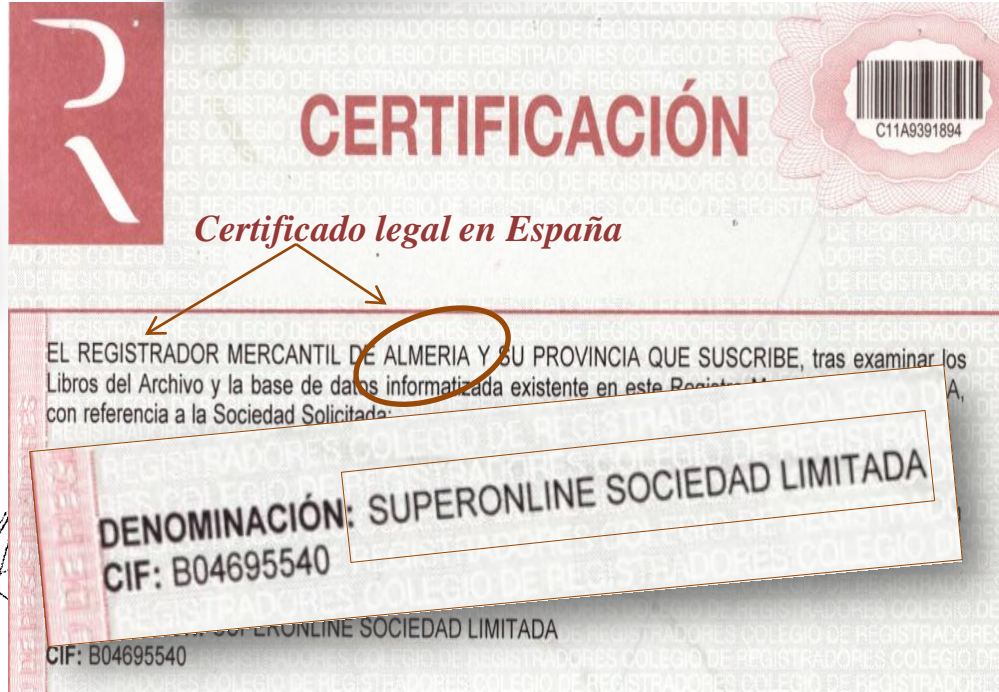 CERTIFICACIÓN
C11A9391894
Certificado legal en España
EL REGISTRADOR MERCANTIL DE ALMERIA Y SU PROVINCIA QUE SUSCRIBE, tras examinar los
Libros del Archivo y la base de datos informatizada existente en este
A,
con referencia a la Sociedad Solicitada:
DENOMINACIÓN: SUPERONLINE SOCIEDAD LIMITADA
CIF: B04695540
SUPERONLINE SOCIEDAD LIMITADA
CIF: B04695540